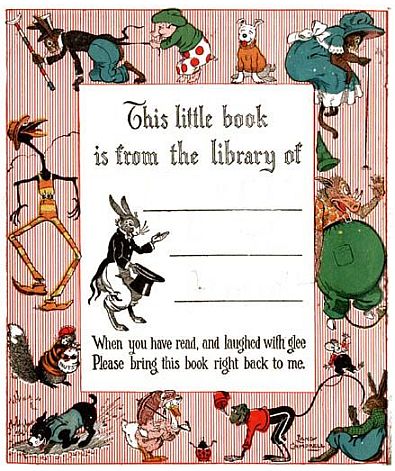 This little book
is from the library of
When you have read, and laughed with glee
Please bring this book right back to me.